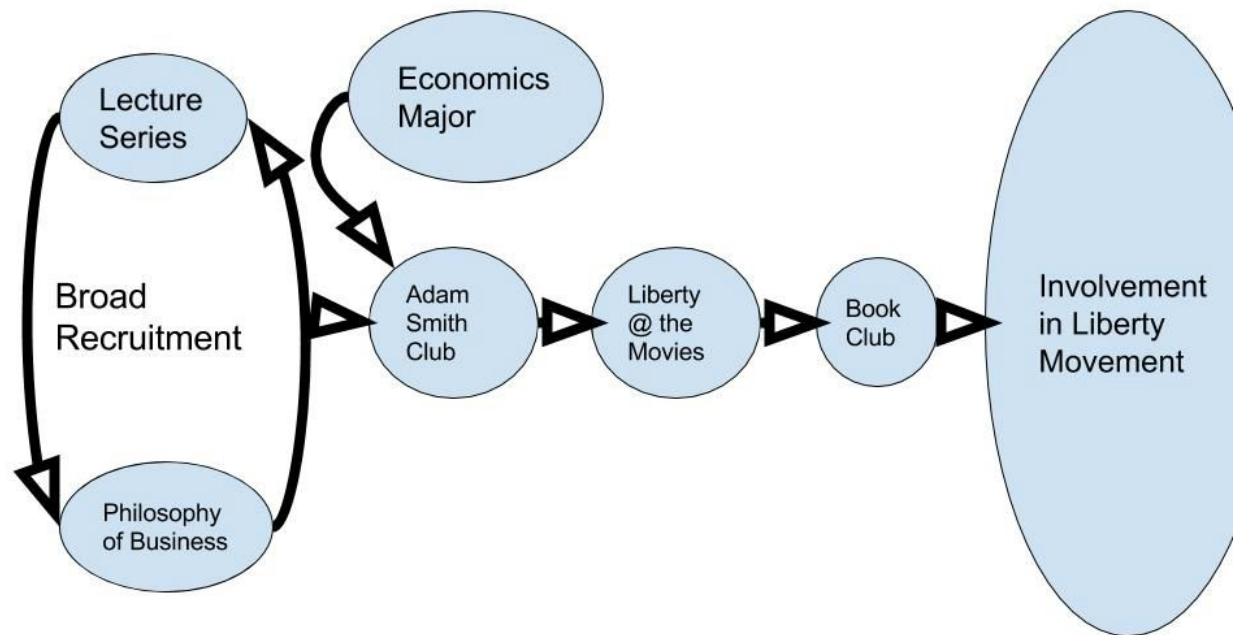 Lecture
Series
Economics
Major
Broad
Recruitment
Adam
Smith
Club
Liberty
@ the
Movies
Book
Club
Involvement
in Liberty
Movement
Philosophy
of Business